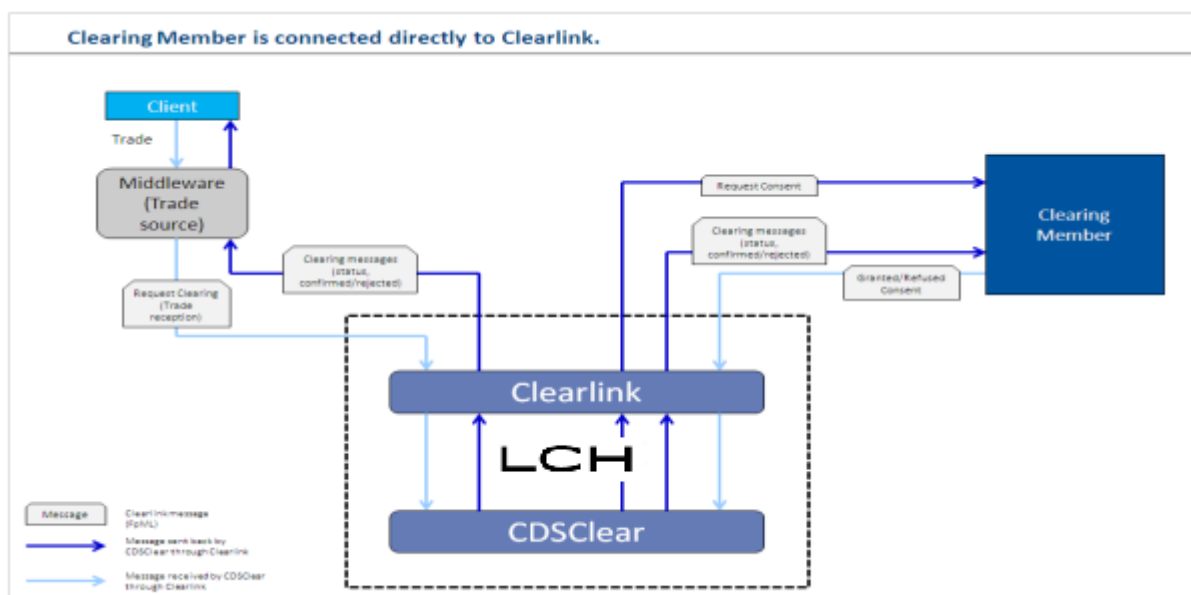 Clearing Member is connected directly to Clearlink.
Client
Trade
Middleware
(Trade
source)
Request Clearing
(Trade
reception)
Clearing messages
(status,
confirmed/rejected)
Request Consent
Clearing messages
(status,
confirmed/rejected)
Granted/Refused
Consent
Clearing
Member
Clearlink
LCH
CDSClear
Message
Clearlink message
(FpML)
Message sent back by
CDSClear through Clearlink
Message received by CDSClear
through Clearlink